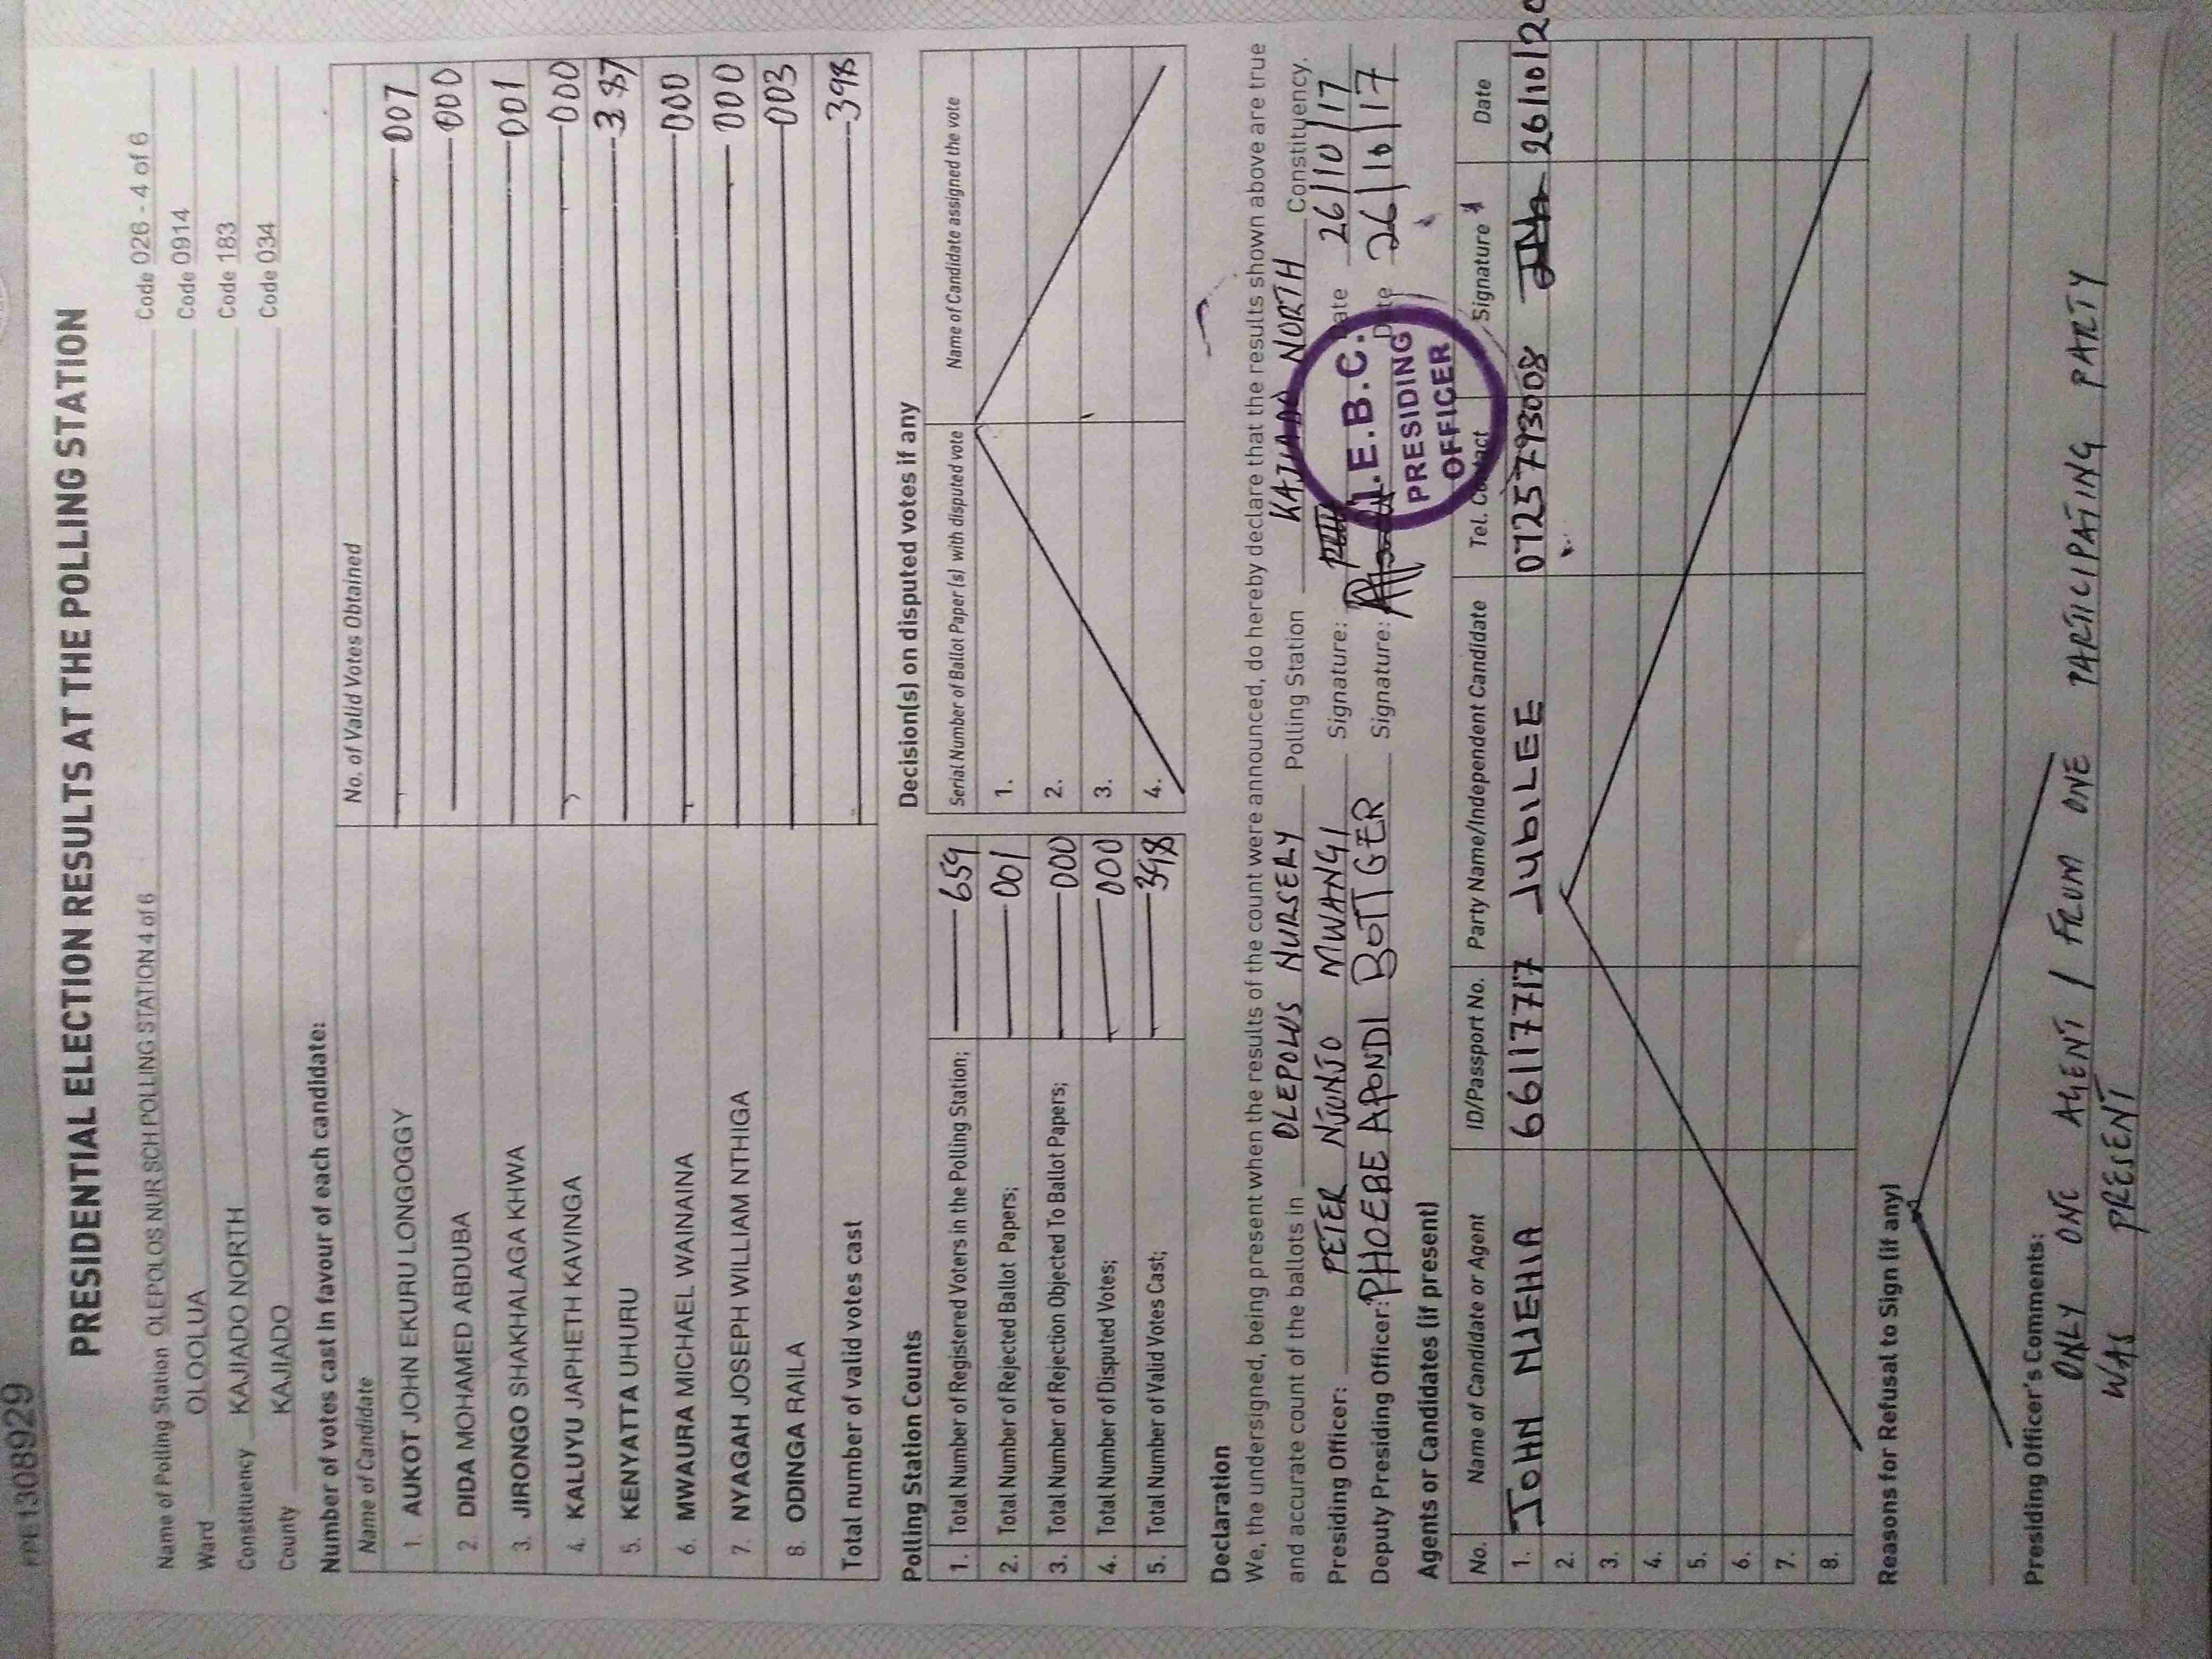 PRESIDENTIAL ELECTION RESULTS AT THE POLLING STATION
Name of Polling Station OLEPOLOS NUR SCH POLLING STATION 4 of 6 Code 026 - 4 of 6
Ward OLOOLUA Code 0914
Constituency KAJIADO NORTH Code 183
County KAJIADO Code 034
Number of votes cast in favour of each candidate:
Name of Candidate No. of Valid Votes Obtained
1. AUKOT JOHN EKURU LONGOGGY 007
2. DIDA MOHAMED ABDUBA 000
3. JIRONGO SHAKHALAGA KHWA 001
4. KALUYU JAPHETH KAVINGA 000
5. KENYATTA UHURU 387
6. MWAURA MICHAEL WAINAINA 000
7. NYAGAH JOSEPH WILLIAM NTHIGA 000
8. ODINGA RAILA 003
Total number of valid votes cast 398
Polling Station Counts
1. Total Number of Registered Voters in the Polling Station; 659
2. Total Number of Rejected Ballot Papers; 001
3. Total Number of Rejection Objected To Ballot Papers; 000
4. Total Number of Disputed Votes; 000
5. Total Number of Valid Votes Cast; 398
Decision(s) on disputed votes if any
Serial Number of Ballot Paper (s) with disputed vote Name of Candidate assigned the vote
1.
2.
3.
4.
Declaration
We, the undersigned, being present when the results of the count were announced, do hereby declare that the results shown above are true
and accurate count of the ballots in OLEPOLUS NURSERY Polling Station KAJIADO NORTH Constituency.
Presiding Officer: PETER NJUNJO MWANGI Signature: Date 26/10/17
Deputy Presiding Officer: PHOEBE APONDI BOTTGER Signature: Date 26/10/17
I.E.B.C.
PRESIDING
OFFICER
Agents or Candidates (if present)
No. Name of Candidate or Agent ID/Passport No. Party Name/Independent Candidate Tel. Contact Signature Date
1. JOHN NJEHIA 66117717 JUBILEE 0725793008 26/10/20
2.
3.
4.
5.
6.
7.
8.
Reasons for Refusal to Sign (if any)
Presiding Officer's Comments:
ONLY ONE AGENT / FROM ONE PARTICIPATING PARTY
WAS PRESENT